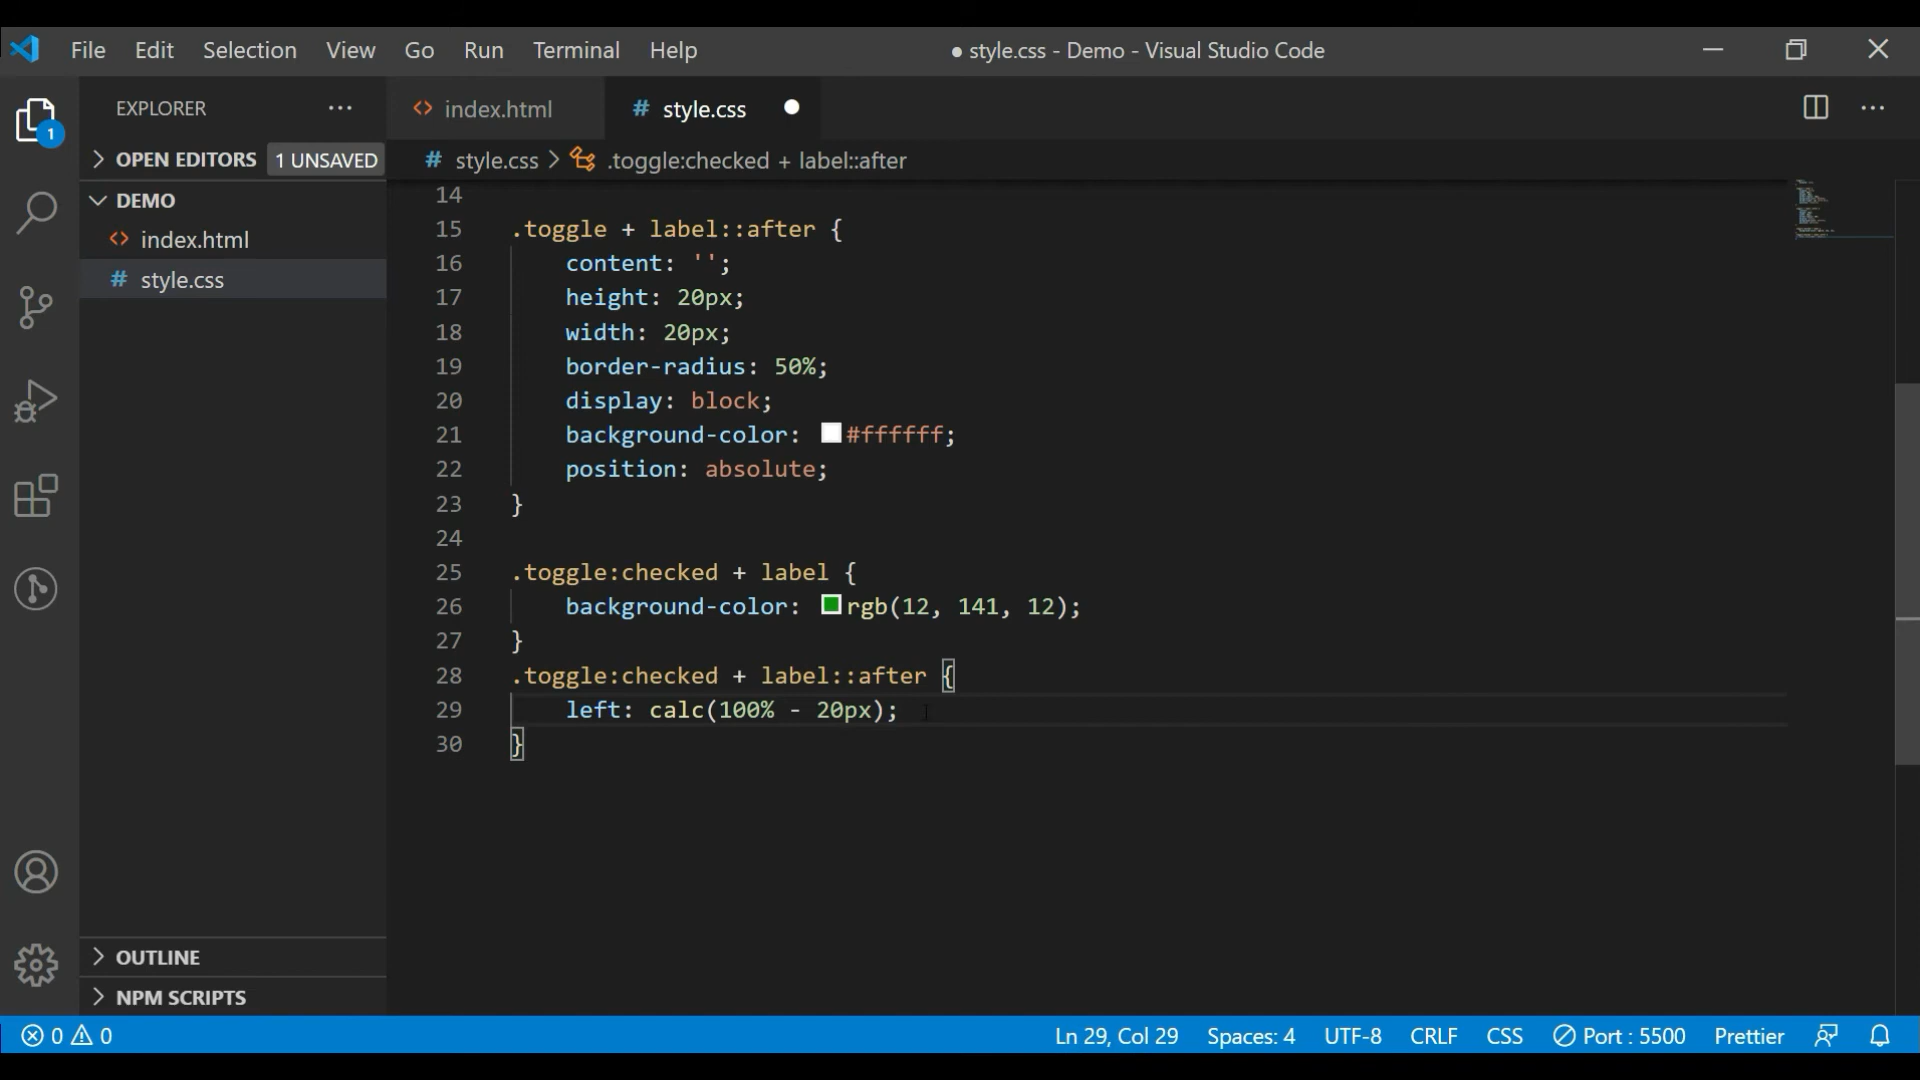 File Edit Selection View Go Run Terminal Help
● style.css - Demo - Visual Studio Code
EXPLORER
index.html
# style.css
OPEN EDITORS 1 UNSAVED
# style.css > .toggle:checked + label::after
DEMO
index.html
# style.css
1
14
15 .toggle + label::after {
16 content: '';
17 height: 20px;
18 width: 20px;
19 border-radius: 50%;
20 display: block;
21 background-color: #ffffff;
22 position: absolute;
23 }
24
25 .toggle:checked + label {
26 background-color: rgb(12, 141, 12);
27 }
28 .toggle:checked + label::after {
29 left: calc(100% - 20px);
30 }
OUTLINE
NPM SCRIPTS
0 0 Ln 29, Col 29 Spaces: 4 UTF-8 CRLF CSS Port : 5500 Prettier